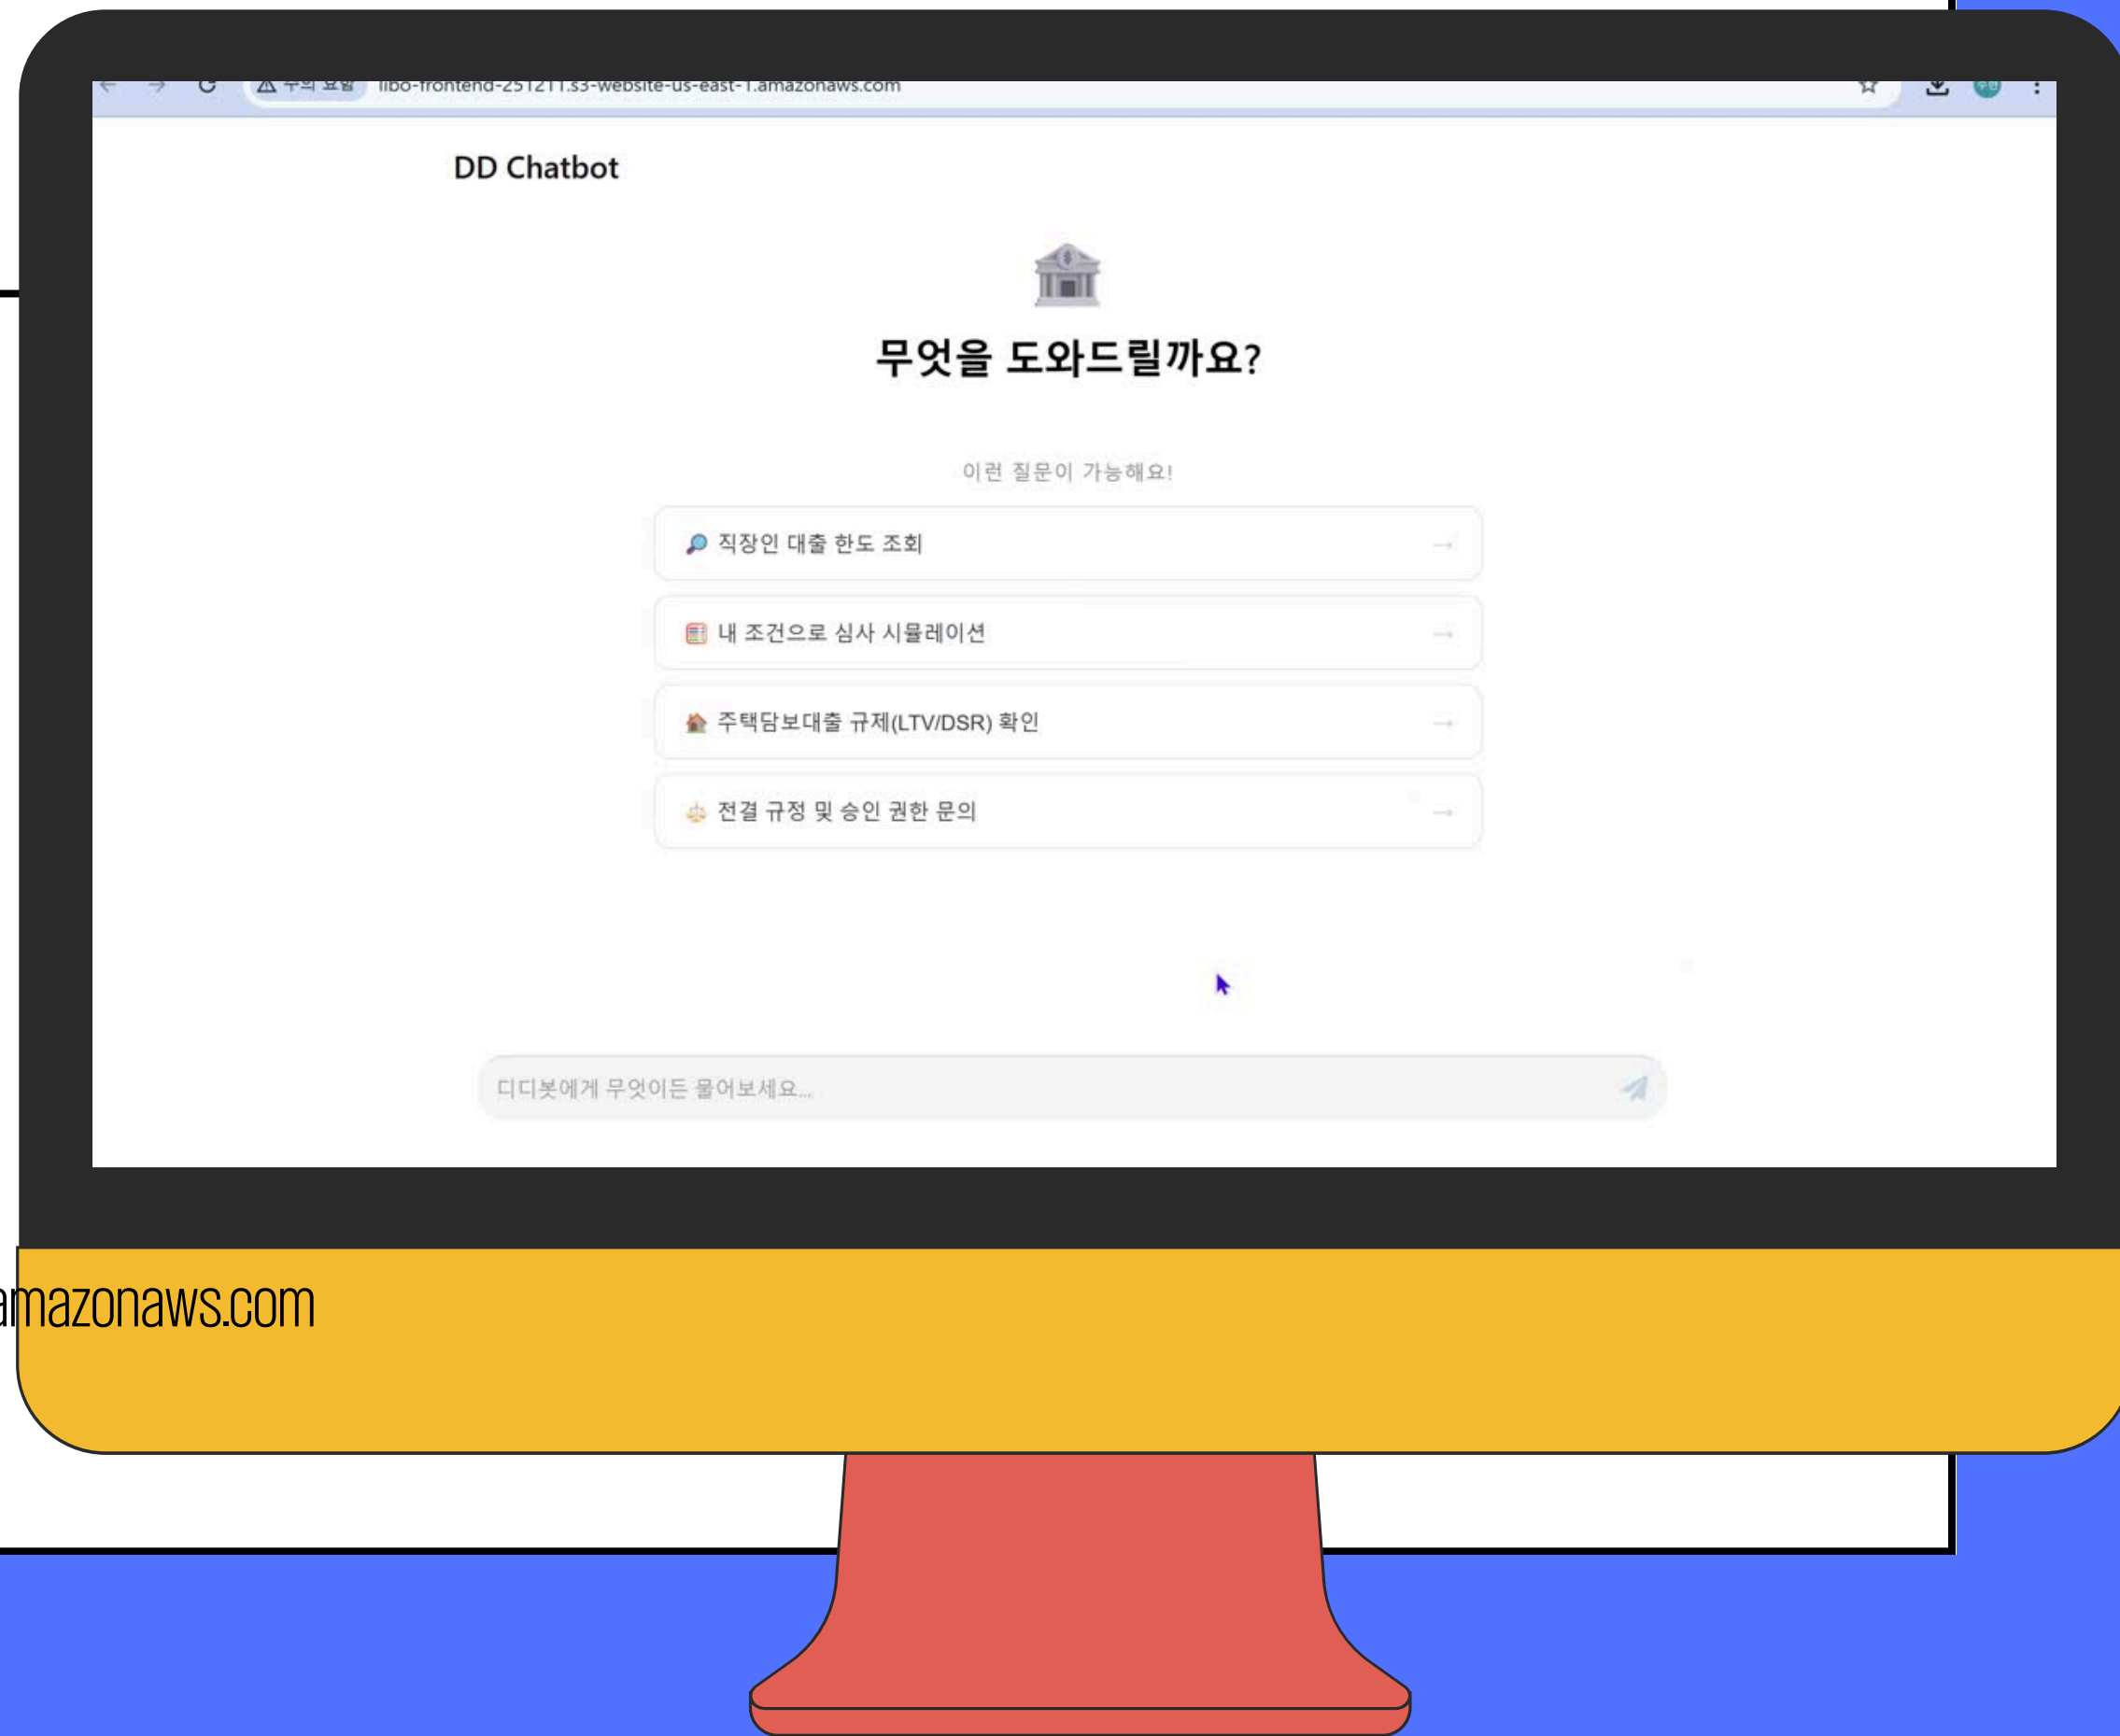 주의 요함 libo-frontend-251211.s3-website-us-east-1.amazonaws.com
DD Chatbot
무엇을 도와드릴까요?
이런 질문이 가능해요!
직장인 대출 한도 조회 →
내 조건으로 심사 시뮬레이션 →
주택담보대출 규제(LTV/DSR) 확인 →
전결 규정 및 승인 권한 문의 →
디디봇에게 무엇이든 물어보세요...
amazonaws.com